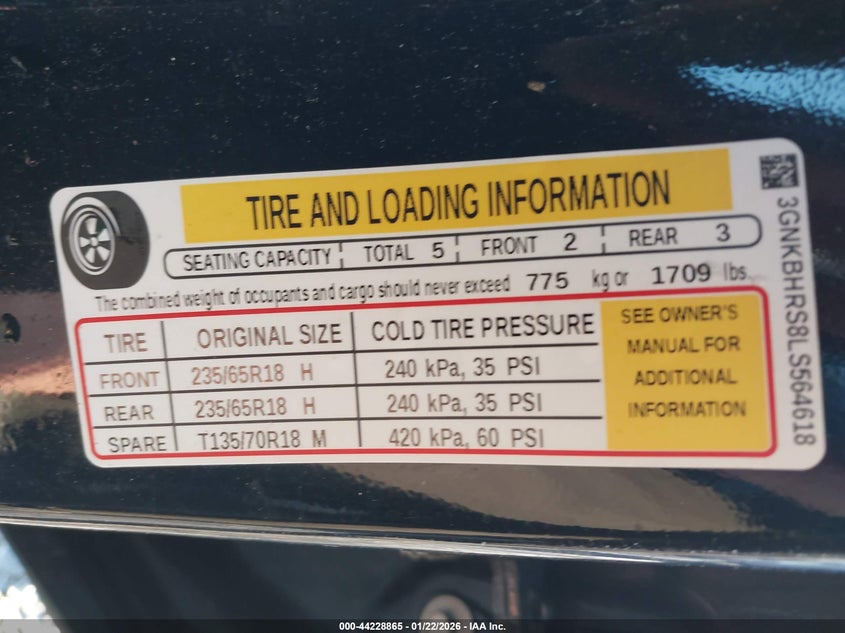 TIRE AND LOADING INFORMATION
SEATING CAPACITY TOTAL 5 FRONT 2 REAR 3
The combined weight of occupants and cargo should never exceed 775 kg or 1709 lbs.
TIRE ORIGINAL SIZE COLD TIRE PRESSURE
FRONT 235/65R18 H 240 kPa, 35 PSI
REAR 235/65R18 H 240 kPa, 35 PSI
SPARE T135/70R18 M 420 kPa, 60 PSI
SEE OWNER'S
MANUAL FOR
ADDITIONAL
INFORMATION
3GNKBHRS8LS564618
000-44228865 - 01/22/2026 - IAA Inc.